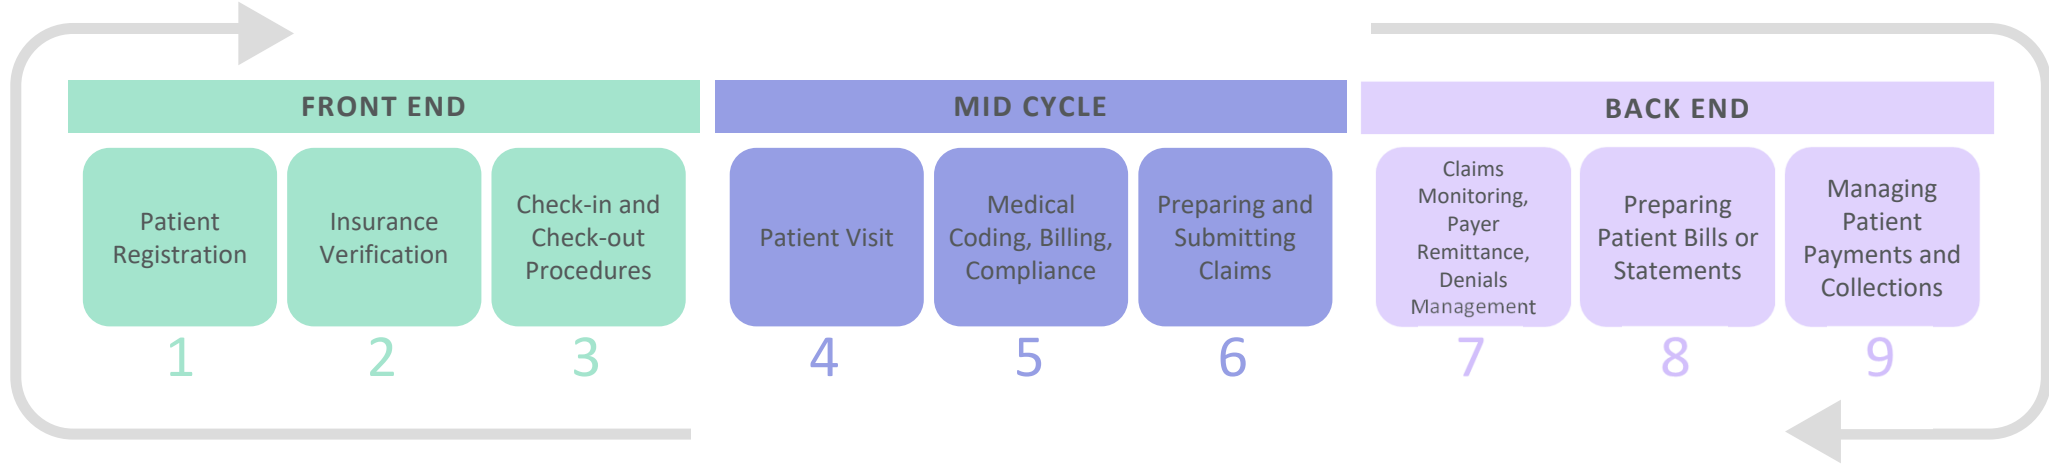 FRONT END
MID CYCLE
BACK END
Patient
Registration
Insurance
Verification
Check-in and
Check-out
Procedures
Patient Visit
Medical
Coding, Billing,
Compliance
Preparing and
Submitting
Claims
Claims
Monitoring,
Payer
Remittance,
Denials
Management
Preparing
Patient Bills or
Statements
Managing
Patient
Payments and
Collections
1
2
3
4
5
6
7
8
9